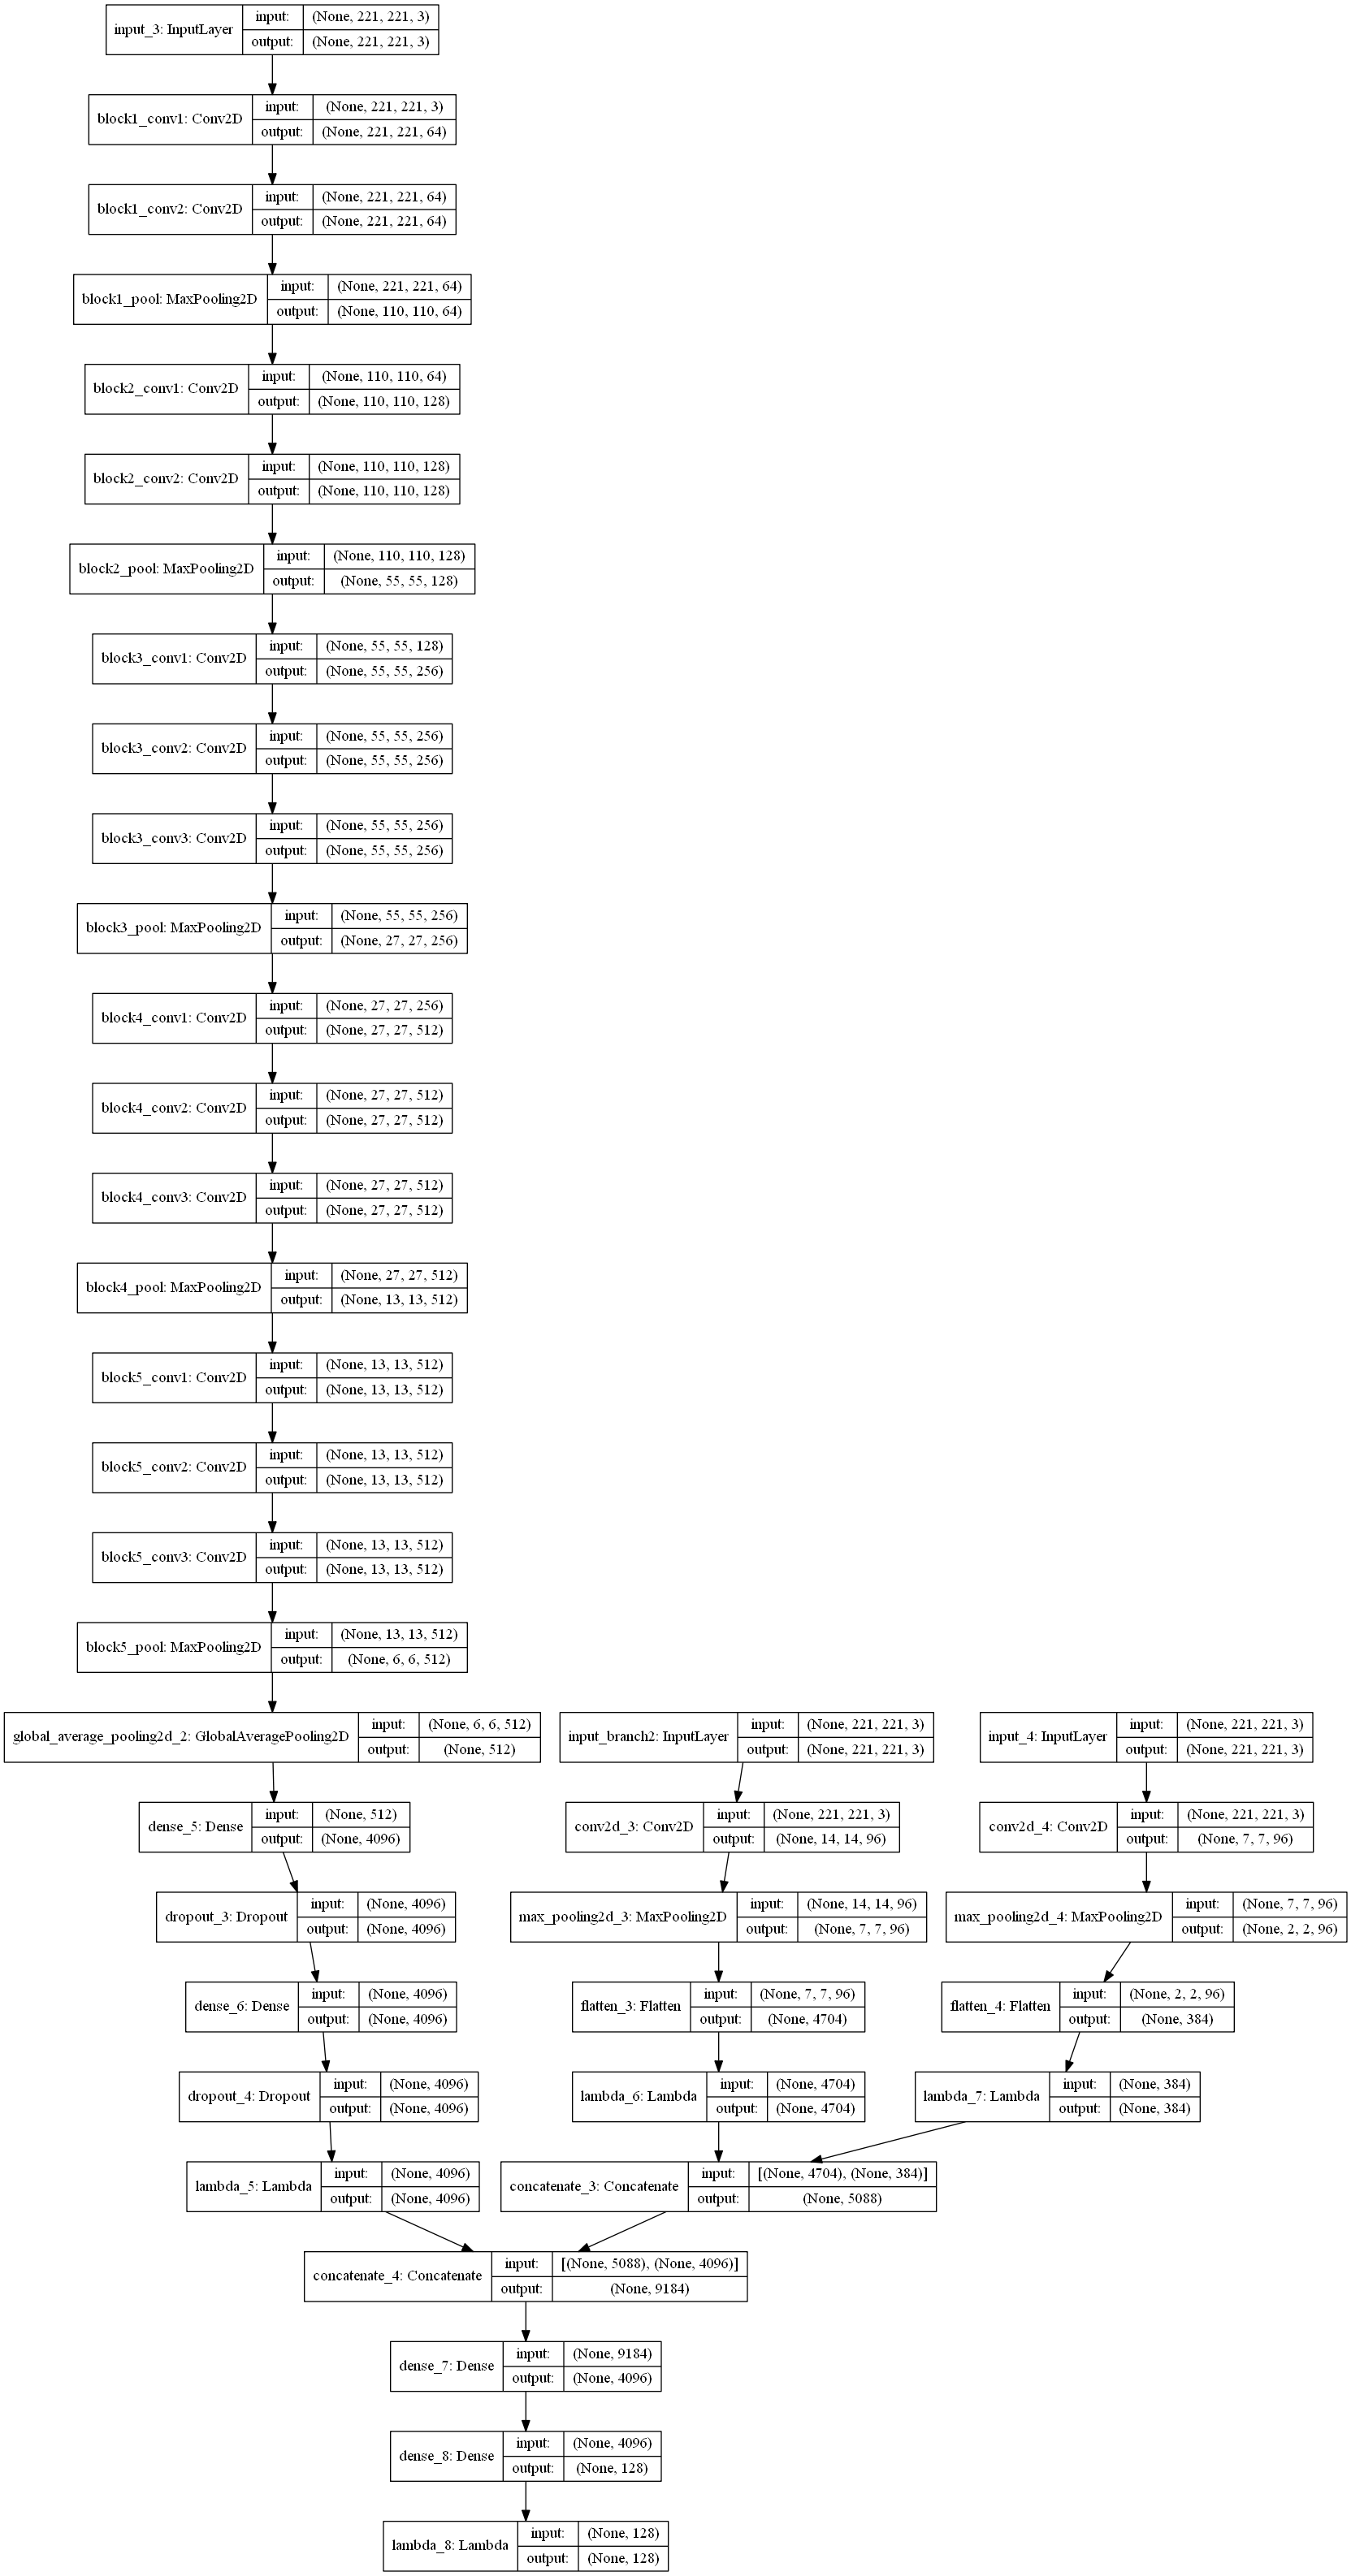 input_3: InputLayer
input: (None, 221, 221, 3)
output: (None, 221, 221, 3)
block1_conv1: Conv2D
input: (None, 221, 221, 3)
output: (None, 221, 221, 64)
block1_conv2: Conv2D
input: (None, 221, 221, 64)
output: (None, 221, 221, 64)
block1_pool: MaxPooling2D
input: (None, 221, 221, 64)
output: (None, 110, 110, 64)
block2_conv1: Conv2D
input: (None, 110, 110, 64)
output: (None, 110, 110, 128)
block2_conv2: Conv2D
input: (None, 110, 110, 128)
output: (None, 110, 110, 128)
block2_pool: MaxPooling2D
input: (None, 110, 110, 128)
output: (None, 55, 55, 128)
block3_conv1: Conv2D
input: (None, 55, 55, 128)
output: (None, 55, 55, 256)
block3_conv2: Conv2D
input: (None, 55, 55, 256)
output: (None, 55, 55, 256)
block3_conv3: Conv2D
input: (None, 55, 55, 256)
output: (None, 55, 55, 256)
block3_pool: MaxPooling2D
input: (None, 55, 55, 256)
output: (None, 27, 27, 256)
block4_conv1: Conv2D
input: (None, 27, 27, 256)
output: (None, 27, 27, 512)
block4_conv2: Conv2D
input: (None, 27, 27, 512)
output: (None, 27, 27, 512)
block4_conv3: Conv2D
input: (None, 27, 27, 512)
output: (None, 27, 27, 512)
block4_pool: MaxPooling2D
input: (None, 27, 27, 512)
output: (None, 13, 13, 512)
block5_conv1: Conv2D
input: (None, 13, 13, 512)
output: (None, 13, 13, 512)
block5_conv2: Conv2D
input: (None, 13, 13, 512)
output: (None, 13, 13, 512)
block5_conv3: Conv2D
input: (None, 13, 13, 512)
output: (None, 13, 13, 512)
block5_pool: MaxPooling2D
input: (None, 13, 13, 512)
output: (None, 6, 6, 512)
global_average_pooling2d_2: GlobalAveragePooling2D
input: (None, 6, 6, 512)
output: (None, 512)
input_branch2: InputLayer
input: (None, 221, 221, 3)
output: (None, 221, 221, 3)
input_4: InputLayer
input: (None, 221, 221, 3)
output: (None, 221, 221, 3)
dense_5: Dense
input: (None, 512)
output: (None, 4096)
conv2d_3: Conv2D
input: (None, 221, 221, 3)
output: (None, 14, 14, 96)
conv2d_4: Conv2D
input: (None, 221, 221, 3)
output: (None, 7, 7, 96)
dropout_3: Dropout
input: (None, 4096)
output: (None, 4096)
max_pooling2d_3: MaxPooling2D
input: (None, 14, 14, 96)
output: (None, 7, 7, 96)
max_pooling2d_4: MaxPooling2D
input: (None, 7, 7, 96)
output: (None, 2, 2, 96)
dense_6: Dense
input: (None, 4096)
output: (None, 4096)
flatten_3: Flatten
input: (None, 7, 7, 96)
output: (None, 4704)
flatten_4: Flatten
input: (None, 2, 2, 96)
output: (None, 384)
dropout_4: Dropout
input: (None, 4096)
output: (None, 4096)
lambda_6: Lambda
input: (None, 4704)
output: (None, 4704)
lambda_7: Lambda
input: (None, 384)
output: (None, 384)
lambda_5: Lambda
input: (None, 4096)
output: (None, 4096)
concatenate_3: Concatenate
input: [(None, 4704), (None, 384)]
output: (None, 5088)
concatenate_4: Concatenate
input: [(None, 5088), (None, 4096)]
output: (None, 9184)
dense_7: Dense
input: (None, 9184)
output: (None, 4096)
dense_8: Dense
input: (None, 4096)
output: (None, 128)
lambda_8: Lambda
input: (None, 128)
output: (None, 128)